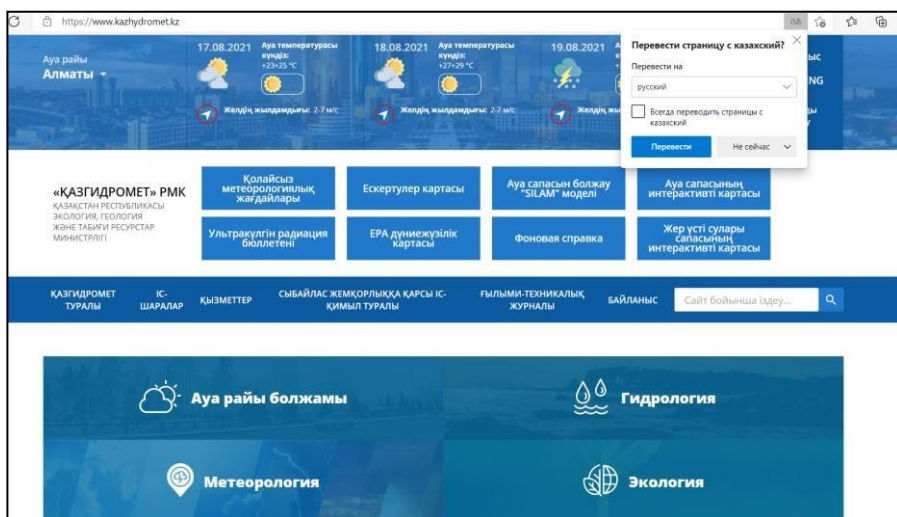 https://www.kazhydromet.kz
Ауа райы
Алматы
17.08.2021
Ауа температурасы
күндіз:
+23+25 °C
Желдің жылдамдығы: 2-7 м/с
18.08.2021
Ауа температурасы
күндіз:
+27+29 °C
Желдің жылдамдығы: 2-7 м/с
19.08.2021
Желдің
Перевести страницу с казахский?
Перевести на
русский
Всегда переводить страницы с
казахский
Перевести
Не сейчас
ЫС
NG
«ҚАЗГИДРОМЕТ» РМК
ҚАЗАҚСТАН РЕСПУБЛИКАСЫ
ЭКОЛОГИЯ, ГЕОЛОГИЯ
ЖӘНЕ ТАБИҒИ РЕСУРСТАР
МИНИСТРЛІГІ
Қолайсыз
метеорологиялық
жағдайлары
Ескертулер картасы
Ауа сапасын болжау
"SILAM" моделі
Ауа сапасының
интерактивті картасы
Ультракүлгін радиация
бюллетені
ЕРА дүниежүзілік
картасы
Фоновая справка
Жер үсті сулары
сапасының
интерактивті картасы
ҚАЗГИДРОМЕТ
ТУРАЛЫ
ІС-
ШАРАЛАР
ҚЫЗМЕТТЕР
СЫБАЙЛАС ЖЕМҚОРЛЫҚҚА ҚАРСЫ ІС-
ҚИМЫЛ ТУРАЛЫ
ҒЫЛЫМИ-ТЕХНИКАЛЫҚ
ЖУРНАЛЫ
БАЙЛАНЫС
Сайт бойынша іздеу...
Ауа райы болжамы
Гидрология
Метеорология
Экология